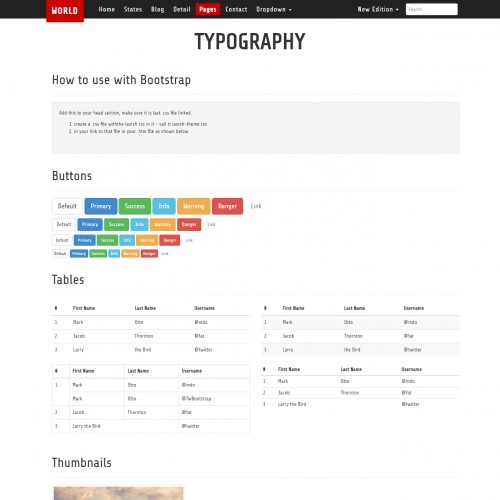 WORLD Home States Blog Detail Pages Contact Dropdown New Edition + Search
TYPOGRAPHY
How to use with Bootstrap
Add this in your head section, make sure it is last .css file linked.
1. create a .css file withthe lavish css in it - call it lavish-theme.css
2. in your link to that file in your .htm file as shown below
Buttons
Default Primary Success Info Warning Danger Link
Default Primary Success Info Warning Danger Link
Default Primary Success Info Warning Danger Link
Default Primary Success Info Warning Danger Link
Tables
# First Name Last Name Username
1 Mark Otto @mdo
2 Jacob Thornton @fat
3 Larry the Bird @twitter
# First Name Last Name Username
1 Mark Otto @mdo
2 Jacob Thornton @fat
3 Larry the Bird @twitter
# First Name Last Name Username
1 Mark Otto @mdo
Mark Otto @TwBootstrap
2 Jacob Thornton @fat
3 Larry the Bird @twitter
# First Name Last Name Username
1 Mark Otto @mdo
2 Jacob Thornton @fat
3 Larry the Bird @twitter
Thumbnails